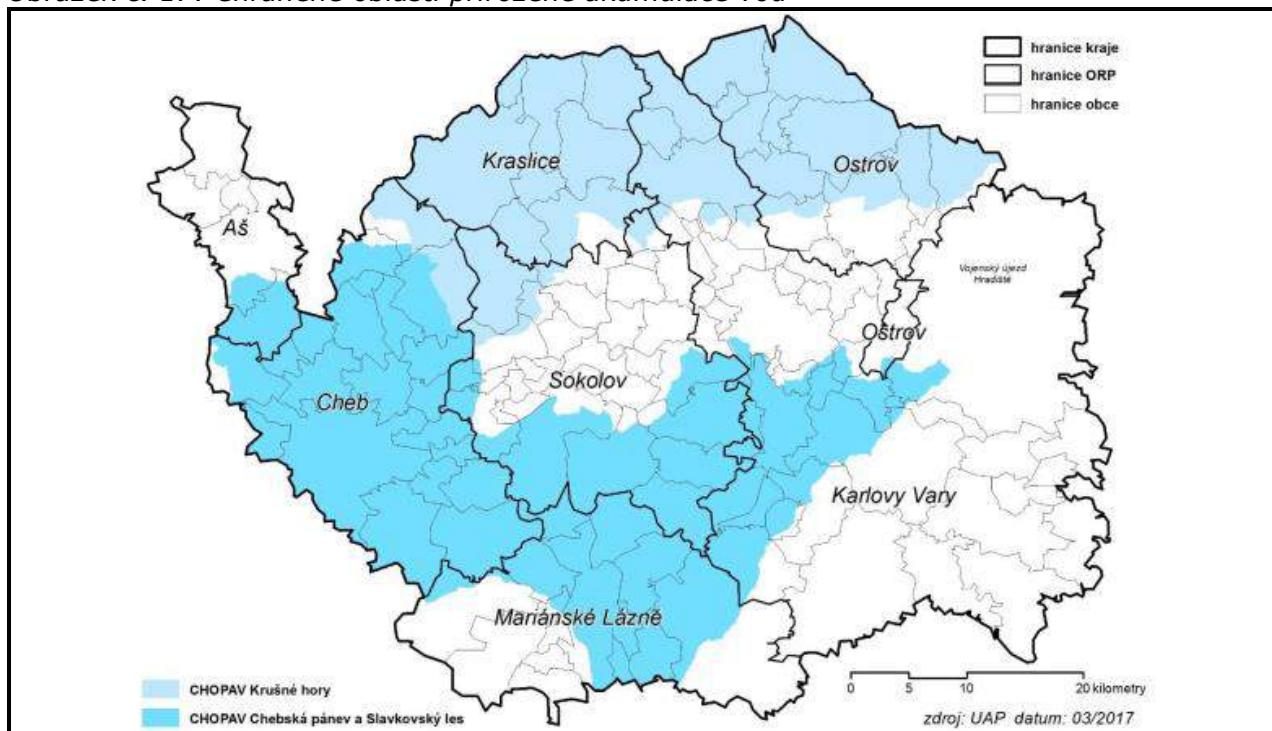 hranice kraje
hranice ORP
hranice obce
Kraslice
Ostrov
Aš
Vojenský újezd
Hradiště
Ostrov
Sokolov
Cheb
Karlovy Vary
Mariánské Lázně
CHOPAV Krušné hory
CHOPAV Chebská pánev a Slavkovský les
0 5 10 20 kilometry
zdroj: UAP datum: 03/2017